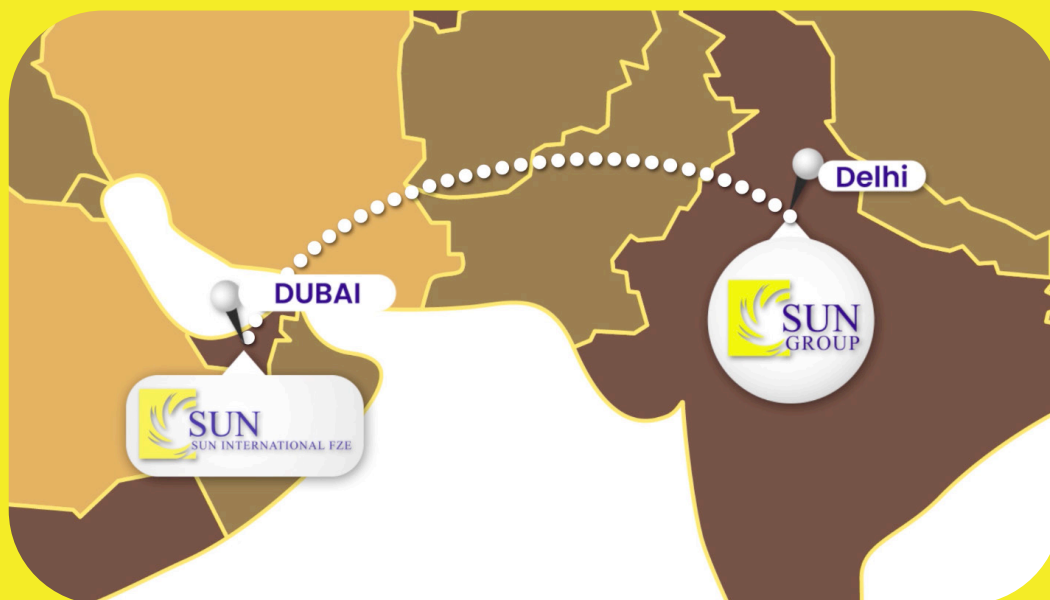 Delhi
DUBAI
SUN
GROUP
SUN
SUN INTERNATIONAL FZE